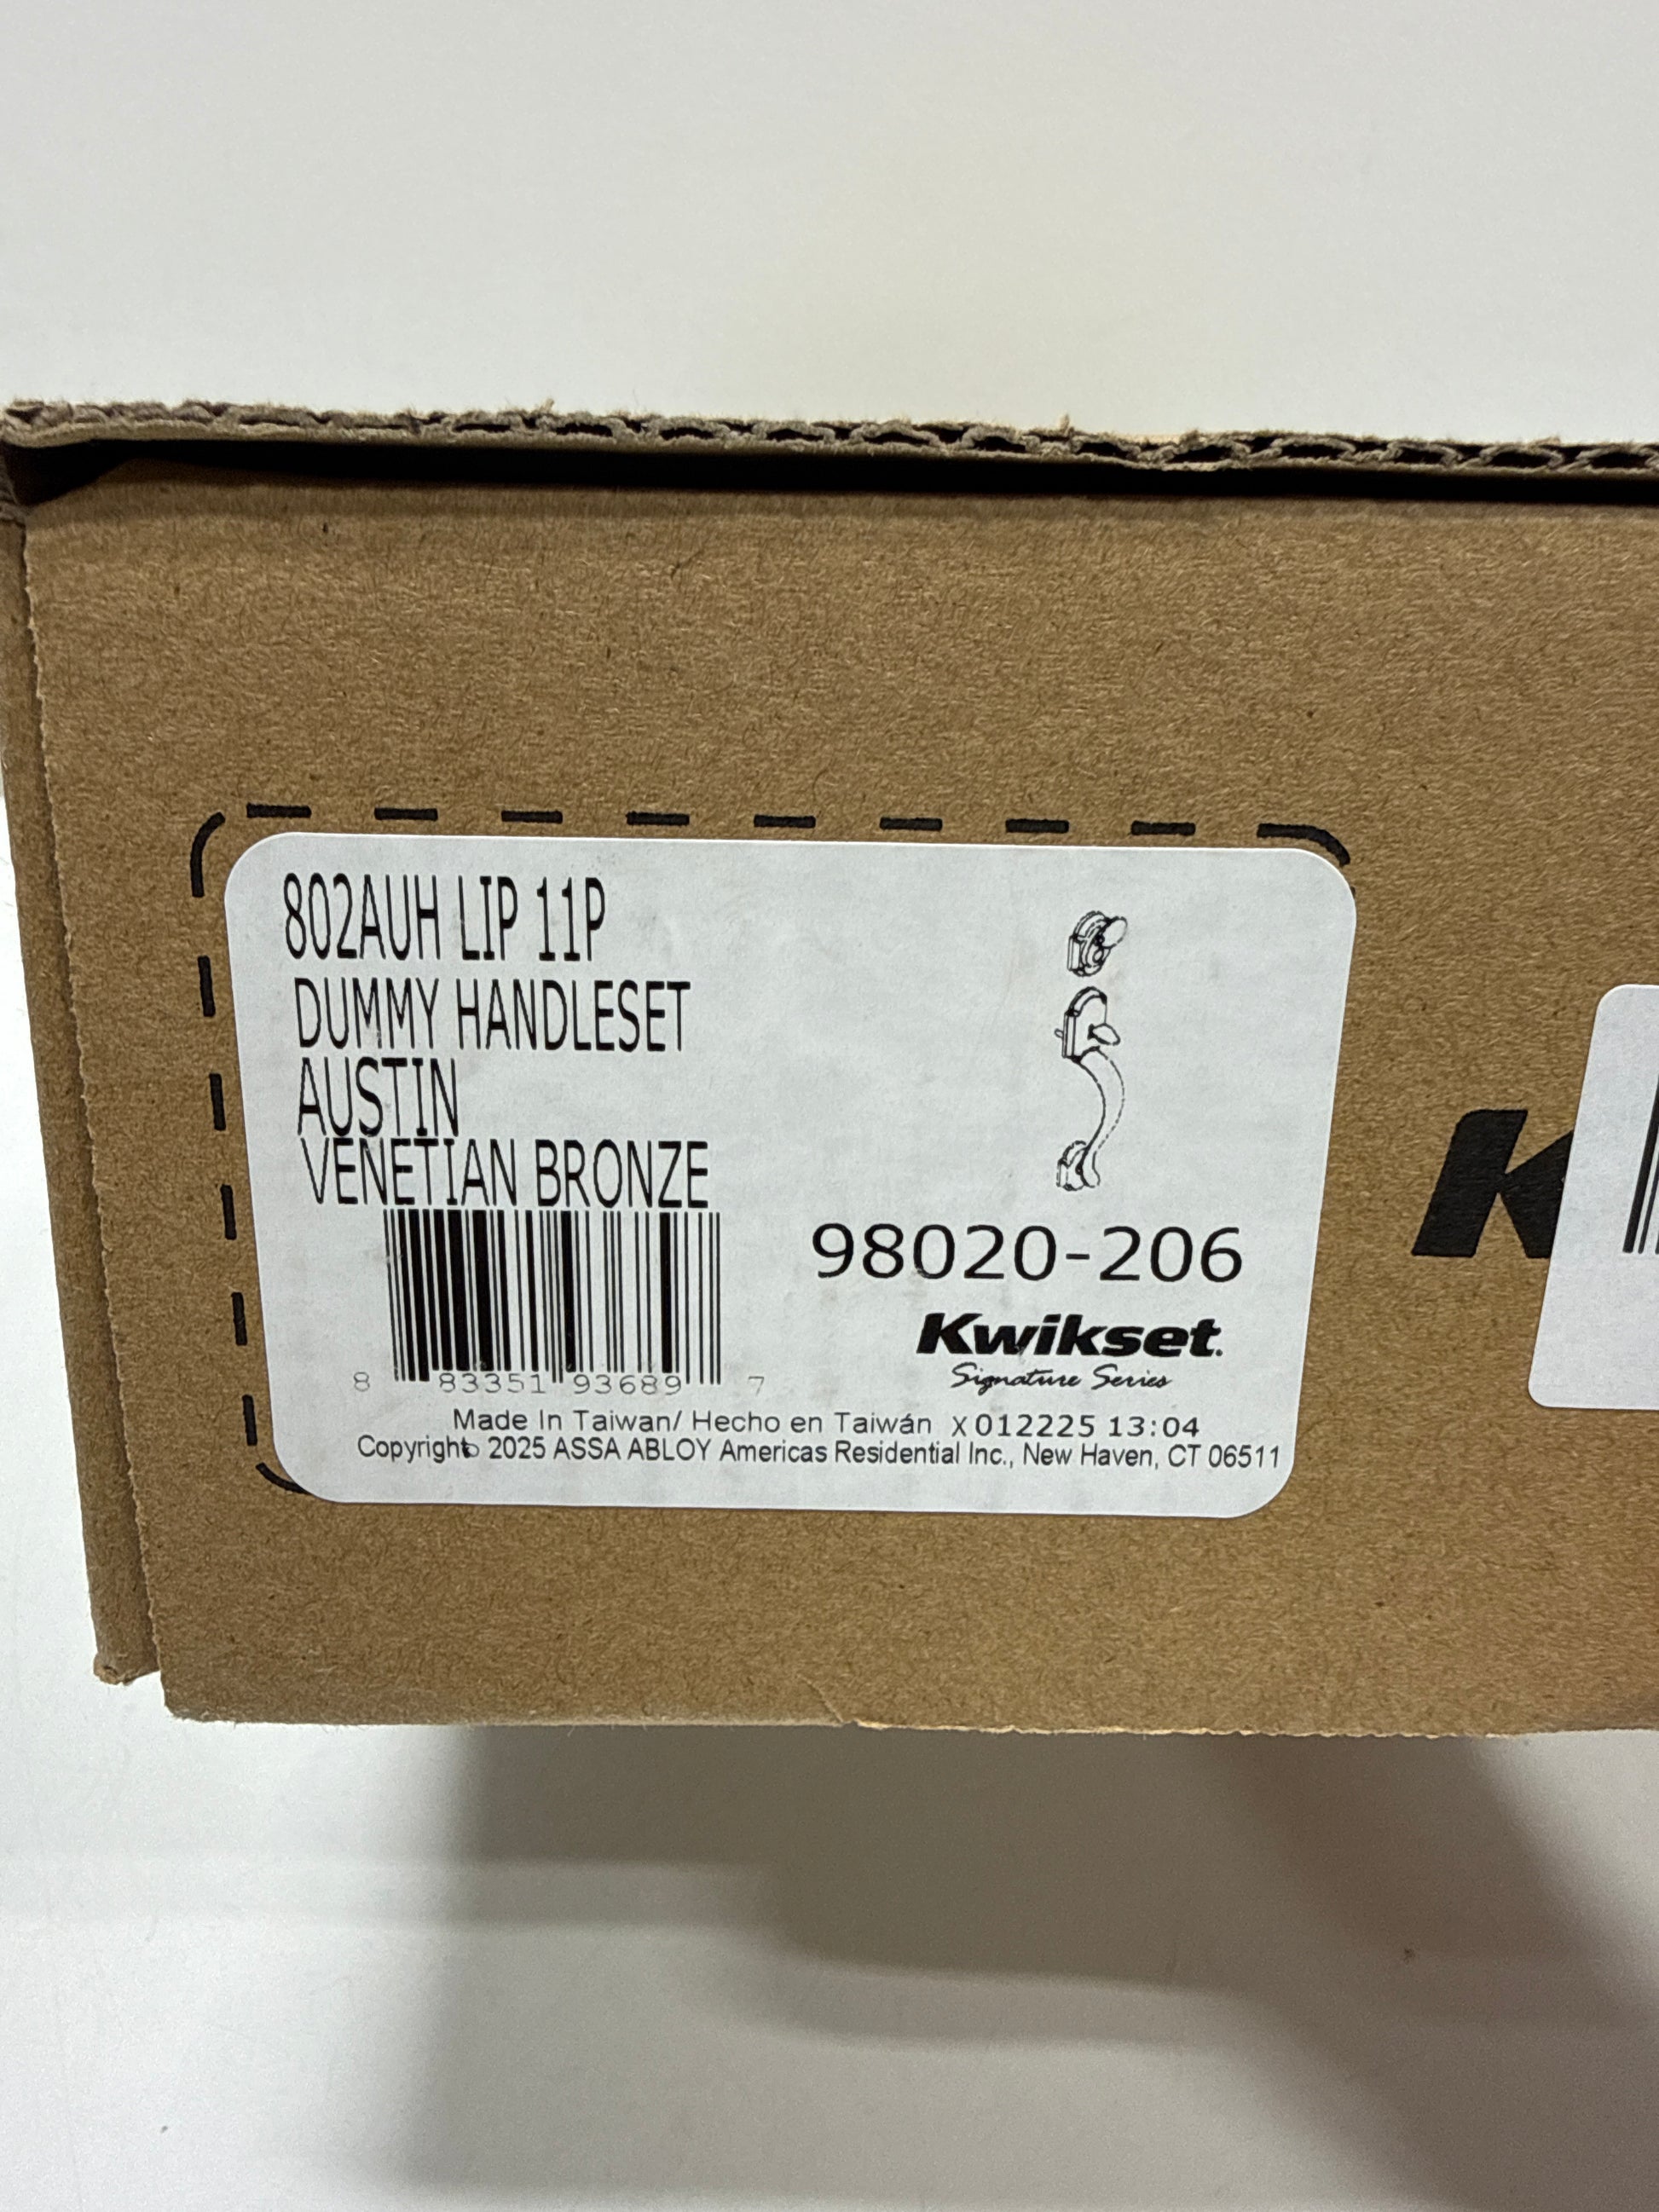 802AUH LIP 11P
DUMMY HANDLESET
AUSTIN
VENETIAN BRONZE
8 83351 93689 7
98020-206
Kwikset.
Signature Series
Made In Taiwan/ Hecho en Taiwán X 012225 13:04
Copyright© 2025 ASSA ABLOY Americas Residential Inc., New Haven, CT 06511
K